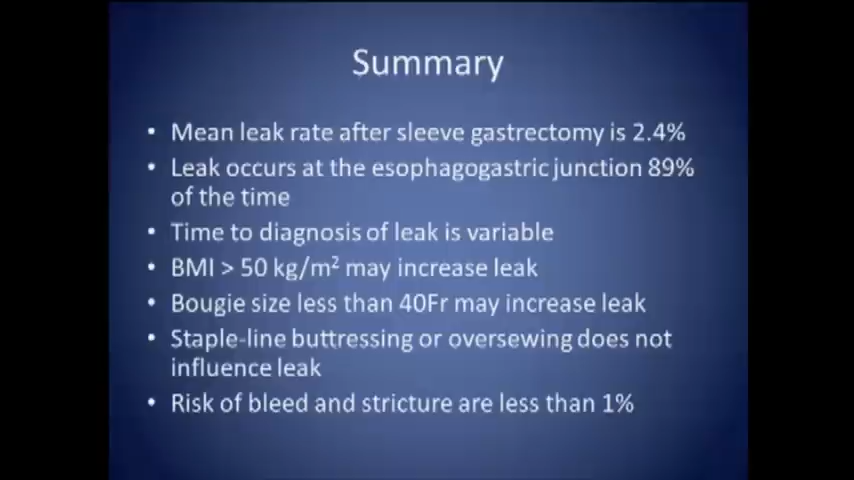 Summary
• Mean leak rate after sleeve gastrectomy is 2.4%
• Leak occurs at the esophagogastric junction 89%
of the time
• Time to diagnosis of leak is variable
• BMI > 50 kg/m² may increase leak
• Bougie size less than 40Fr may increase leak
• Staple-line buttressing or oversewing does not
influence leak
• Risk of bleed and stricture are less than 1%